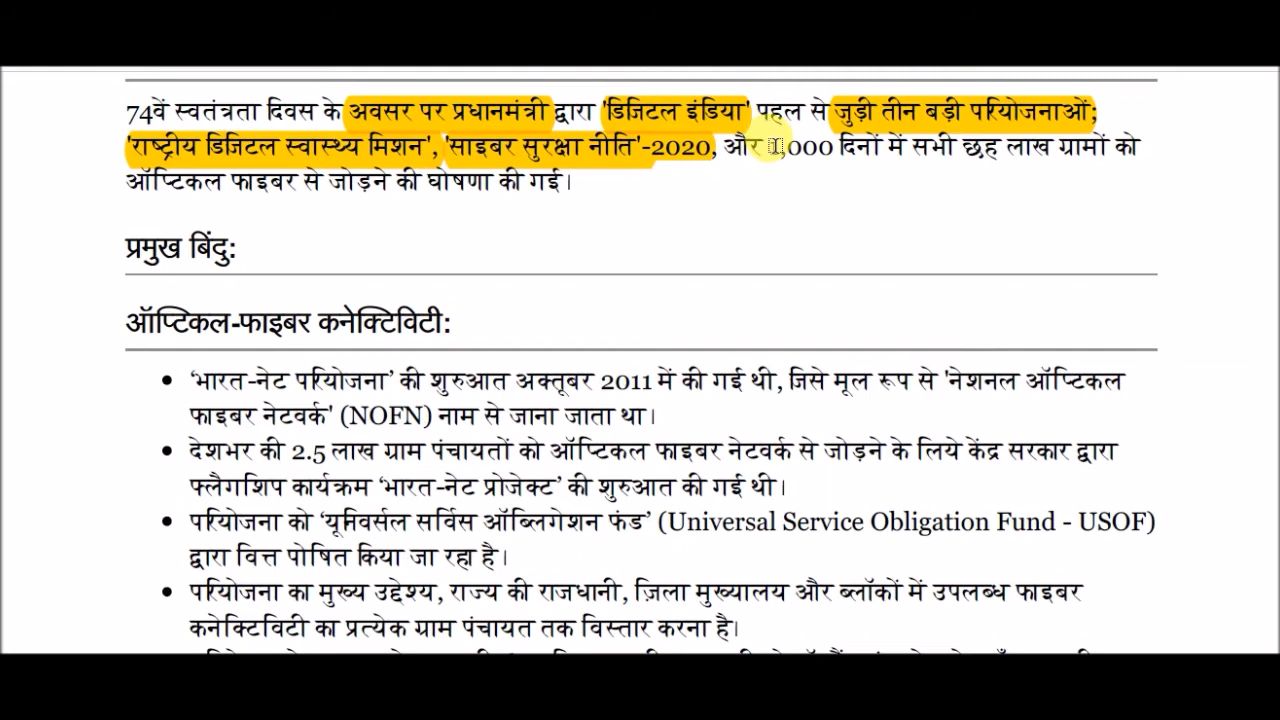 74वें स्वतंत्रता दिवस के अवसर पर प्रधानमंत्री द्वारा 'डिजिटल इंडिया' पहल से जुड़ी तीन बड़ी परियोजनाओं;
'राष्ट्रीय डिजिटल स्वास्थ्य मिशन', 'साइबर सुरक्षा नीति'-2020, और 1,000 दिनों में सभी छह लाख ग्रामों को
ऑप्टिकल फाइबर से जोड़ने की घोषणा की गई।
प्रमुख बिंदु:
ऑप्टिकल-फाइबर कनेक्टिविटी:
• ‘भारत-नेट परियोजना’ की शुरुआत अक्तूबर 2011 में की गई थी, जिसे मूल रूप से 'नेशनल ऑप्टिकल
फाइबर नेटवर्क' (NOFN) नाम से जाना जाता था।
• देशभर की 2.5 लाख ग्राम पंचायतों को ऑप्टिकल फाइबर नेटवर्क से जोड़ने के लिये केंद्र सरकार द्वारा
फ्लैगशिप कार्यक्रम ‘भारत-नेट प्रोजेक्ट’ की शुरुआत की गई थी।
• परियोजना को ‘यूनिवर्सल सर्विस ऑब्लिगेशन फंड’ (Universal Service Obligation Fund - USOF)
द्वारा वित्त पोषित किया जा रहा है।
• परियोजना का मुख्य उद्देश्य, राज्य की राजधानी, ज़िला मुख्यालय और ब्लॉकों में उपलब्ध फाइबर
कनेक्टिविटी का प्रत्येक ग्राम पंचायत तक विस्तार करना है।